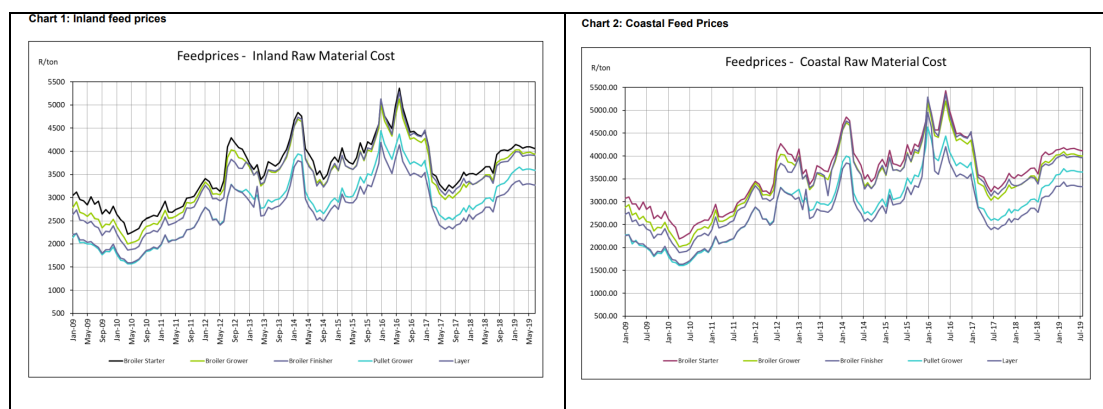 Chart 1: Inland feed prices
Feedprices - Inland Raw Material Cost
R/ton
5500
5000
4500
4000
3500
3000
2500
2000
1500
1000
500
Jan-09
May-09
Sep-09
Jan-10
May-10
Sep-10
Jan-11
May-11
Sep-11
Jan-12
May-12
Sep-12
Jan-13
May-13
Sep-13
Jan-14
May-14
Sep-14
Jan-15
May-15
Sep-15
Jan-16
May-16
Sep-16
Jan-17
May-17
Sep-17
Jan-18
May-18
Sep-18
Jan-19
May-19
Broiler Starter
Broiler Grower
Broiler Finisher
Pullet Grower
Layer
Chart 2: Coastal Feed Prices
Feedprices - Coastal Raw Material Cost
R/ton
5500.00
5000.00
4500.00
4000.00
3500.00
3000.00
2500.00
2000.00
1500.00
1000.00
500.00
Jan-09
Jul-09
Jan-10
Jul-10
Jan-11
Jul-11
Jan-12
Jul-12
Jan-13
Jul-13
Jan-14
Jul-14
Jan-15
Jul-15
Jan-16
Jul-16
Jan-17
Jul-17
Jan-18
Jul-18
Jan-19
Jul-19
Broiler Starter
Broiler Grower
Broiler Finisher
Pullet Grower
Layer